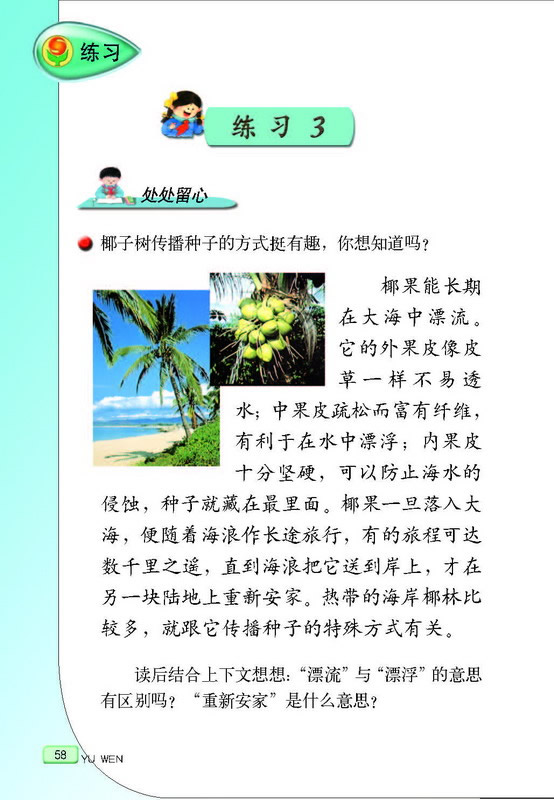 练习
练习3
处处留心
椰子树传播种子的方式挺有趣，你想知道吗？
椰果能长期
在大海中漂流。
它的外果皮像皮
草一样不易透
水；中果皮疏松而富有纤维，
有利于在水中漂浮；内果皮
十分坚硬，可以防止海水的
侵蚀，种子就藏在最里面。椰果一旦落入大
海，便随着海浪作长途旅行，有的旅程可达
数千里之遥，直到海浪把它送到岸上，才在
另一块陆地上重新安家。热带的海岸椰林比
较多，就跟它传播种子的特殊方式有关。
读后结合上下文想想：“漂流”与“漂浮”的意思
有区别吗？“重新安家”是什么意思？
58
YU WEN